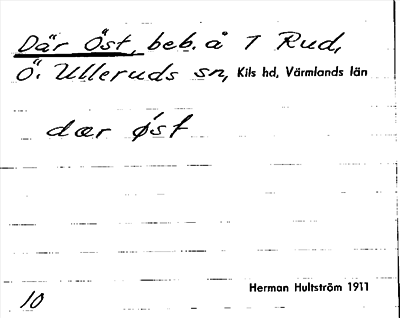 Där Öst, beb. å 1 Rud,
Ö. Ulleruds sn, Kils hd, Värmlands län
dær øst
Herman Hultström 1911
10